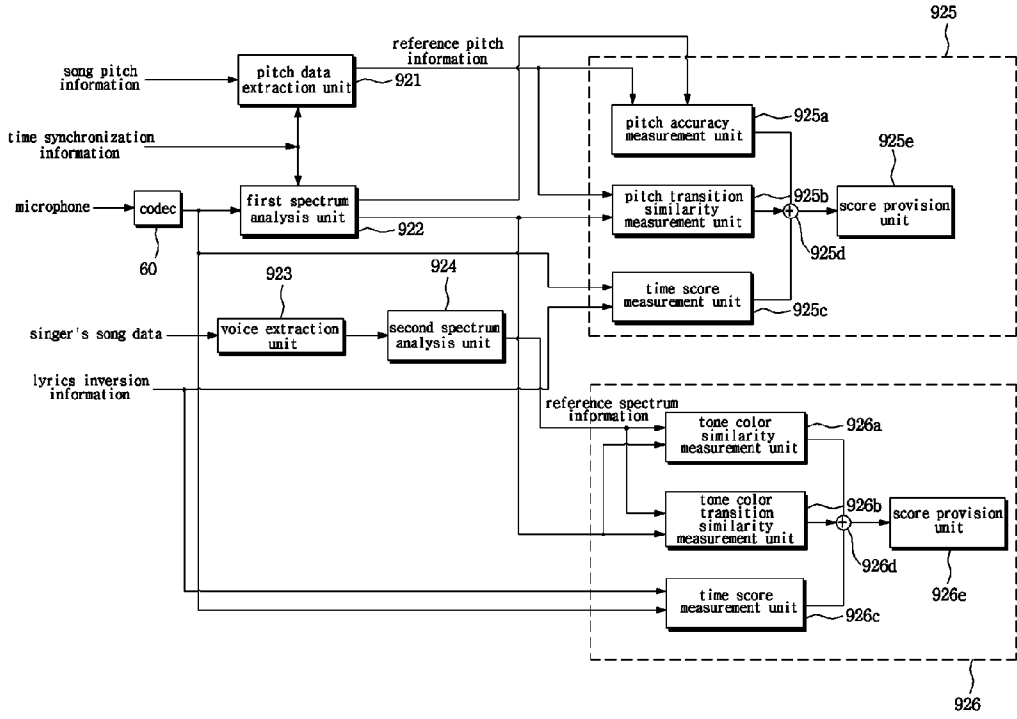 925
reference pitch
information
song pitch
information
pitch data
extraction unit
921
925a
pitch accuracy
measurement unit
925e
time synchronization
information
microphone
codec
60
first spectrum
analysis unit
922
pitch transition
similarity
measurement unit
925b
925d
score provision
unit
923
924
time score
measurement unit
925c
singer's song data
voice extraction
unit
second spectrum
analysis unit
lyrics inversion
information
reference spectrum
information
tone color
similarity
measurement unit
926a
tone color
transition
similarity
measurement unit
926b
926d
score provision
unit
926e
time score
measurement unit
926c
926